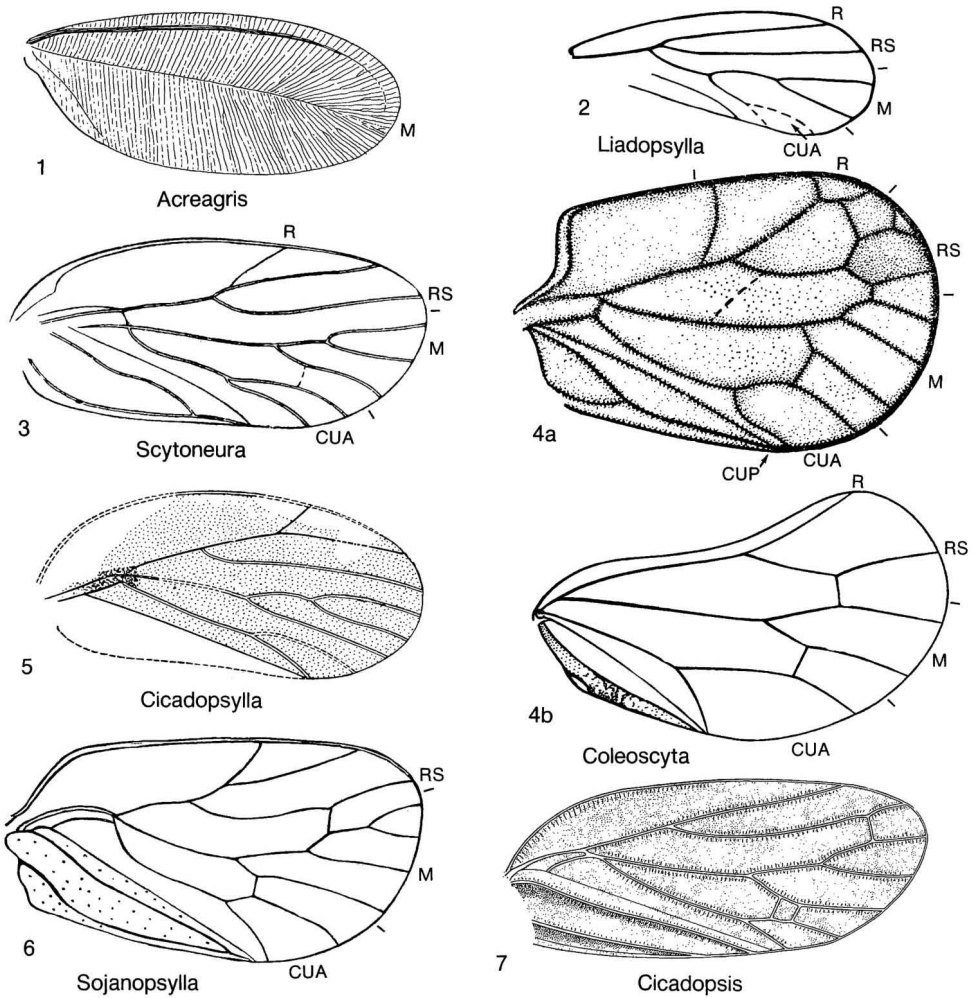 M
1
Acreagris
R
RS
M
2
CUA
Liadopsylla
R
RS
M
3
CUA
Scytoneura
R
RS
M
4a
CUP
CUA
5
Cicadopsylla
R
RS
M
4b
CUA
Coleoscyta
RS
M
6
CUA
Sojanopsylla
7
Cicadopsis